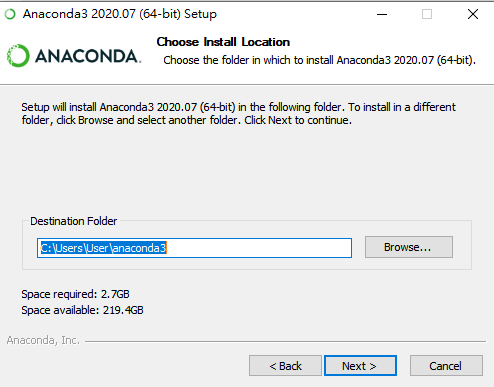 Anaconda3 2020.07 (64-bit) Setup
ANACONDA.
Choose Install Location
Choose the folder in which to install Anaconda3 2020.07 (64-bit).
Setup will install Anaconda3 2020.07 (64-bit) in the following folder. To install in a different
folder, click Browse and select another folder. Click Next to continue.
Destination Folder
C:\Users\User\anaconda3
Browse...
Space required: 2.7GB
Space available: 219.4GB
Anaconda, Inc.
< Back
Next >
Cancel